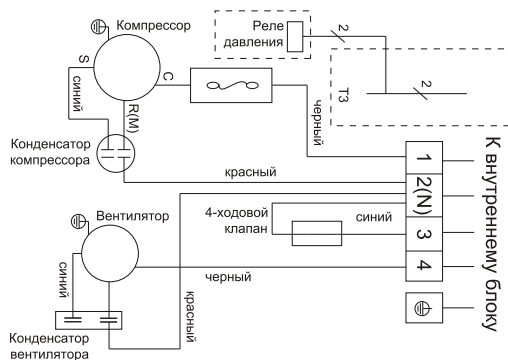 Компрессор
Реле
давления
2
2
T3
S
C
синий
R(M)
черный
Конденсатор
компрессора
красный
1
2(N)
3
4
К внутреннему блоку
4-ходовой
клапан
синий
Вентилятор
синий
черный
красный
Конденсатор
вентилятора